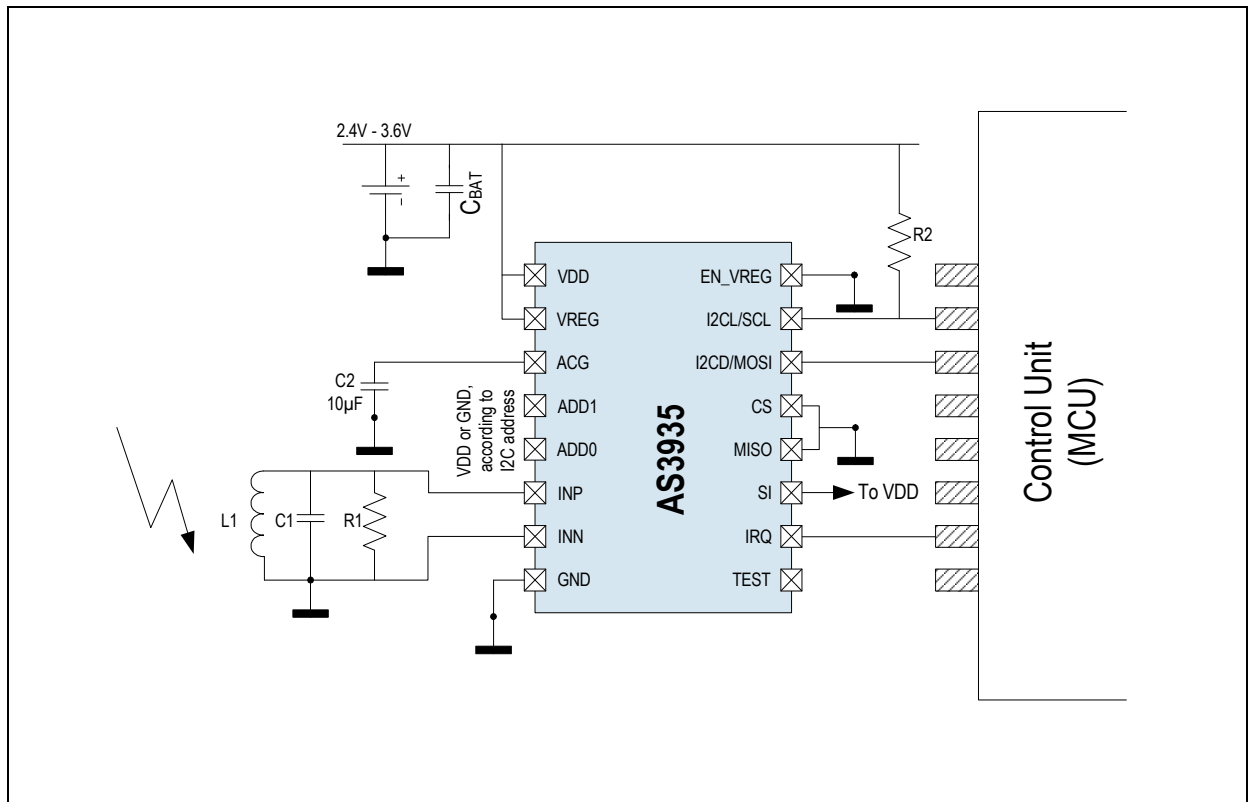 2.4V - 3.6V
+
−
CBAT
R2
VDD
VREG
ACG
ADD1
ADD0
INP
INN
GND
C2
10µF
VDD or GND,
according to
I2C address
L1
C1
R1
AS3935
EN_VREG
I2CL/SCL
I2CD/MOSI
CS
MISO
SI
IRQ
TEST
To VDD
Control Unit
(MCU)